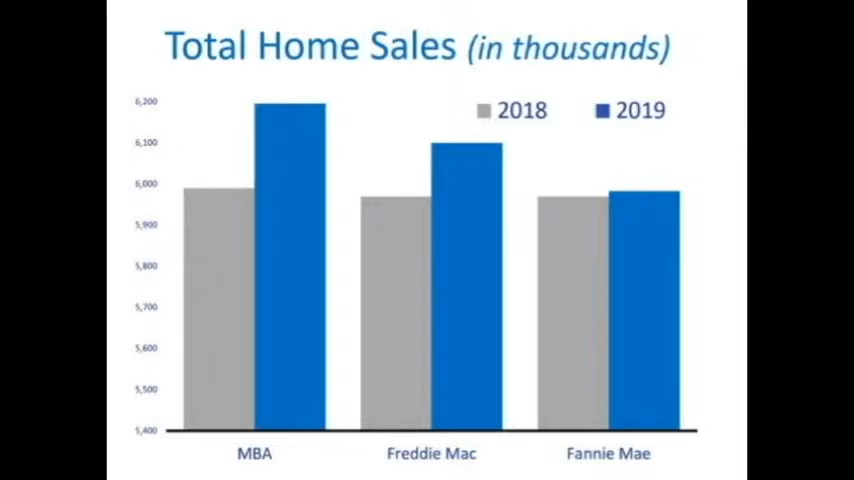 Total Home Sales (in thousands)
6,200
2018
2019
6,100
6,000
5,900
5,800
5,700
5,600
5,500
5,400
MBA
Freddie Mac
Fannie Mae